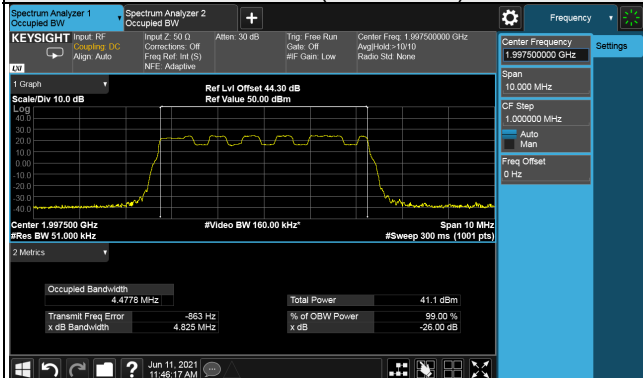 Spectrum Analyzer 1
Occupied BW
Spectrum Analyzer 2
Occupied BW
+
Frequency
KEYSIGHT
Input: RF
Coupling: DC
Align: Auto
Input Z: 50 Ω
Corrections: Off
Freq Ref: Int (S)
NFE: Adaptive
Atten: 30 dB
Trig: Free Run
Gate: Off
#IF Gain: Low
Center Freq: 1.997500000 GHz
Avg|Hold:>10/10
Radio Std: None
LXI
Center Frequency
1.997500000 GHz
Settings
Span
10.000 MHz
CF Step
1.000000 MHz
Auto
Man
Freq Offset
0 Hz
1 Graph
Scale/Div 10.0 dB
Ref Lvl Offset 44.30 dB
Ref Value 50.00 dBm
Log
40.0
30.0
20.0
10.0
0.00
-10.0
-20.0
-30.0
-40.0
Center 1.997500 GHz
#Res BW 51.000 kHz
#Video BW 160.00 kHz*
Span 10 MHz
#Sweep 300 ms (1001 pts)
2 Metrics
Occupied Bandwidth
4.4778 MHz
Total Power 41.1 dBm
Transmit Freq Error -863 Hz
% of OBW Power 99.00 %
x dB Bandwidth 4.825 MHz
x dB -26.00 dB
?
Jun 11, 2021
11:46:17 AM